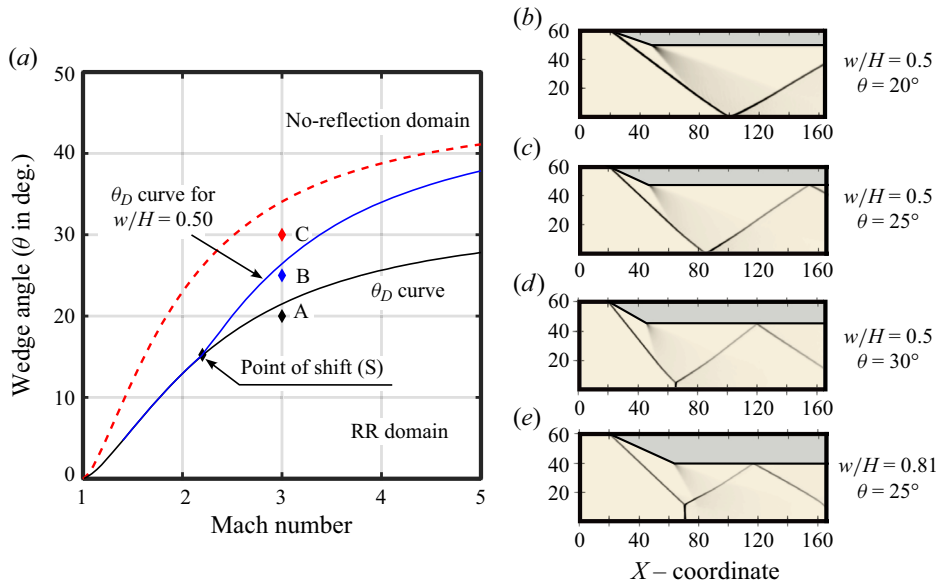 (a)
50
40
30
20
10
0
Wedge angle (θ in deg.)
No-reflection domain
θD curve for
w/H = 0.50
C
B
θD curve
A
Point of shift (S)
RR domain
1 2 3 4 5
Mach number
(b)
60
40
20
0 40 80 120 160
w/H = 0.5
θ = 20°
(c)
60
40
20
0 40 80 120 160
w/H = 0.5
θ = 25°
(d)
60
40
20
0 40 80 120 160
w/H = 0.5
θ = 30°
(e)
60
40
20
0 40 80 120 160
w/H = 0.81
θ = 25°
X – coordinate